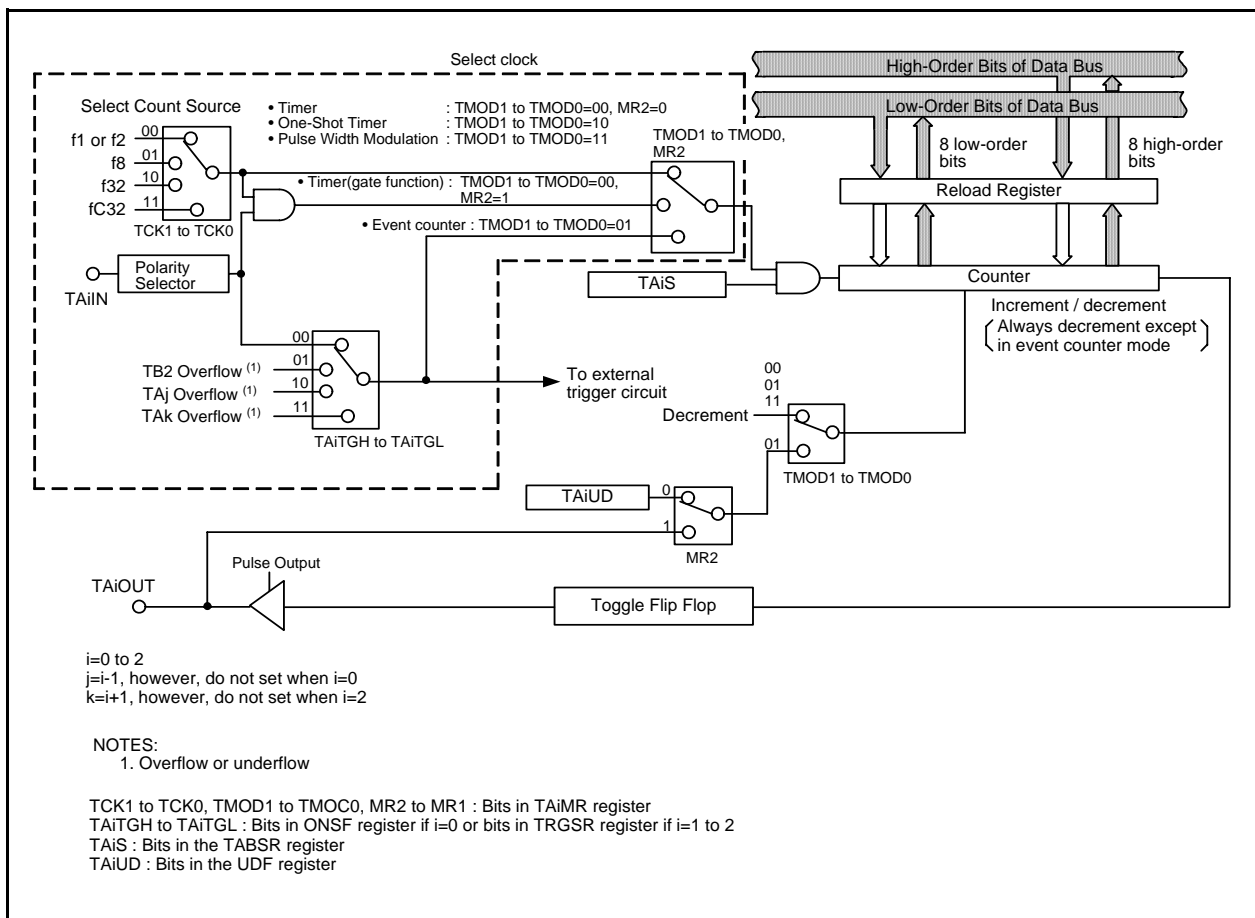 Select clock
High-Order Bits of Data Bus
Low-Order Bits of Data Bus
Select Count Source
• Timer : TMOD1 to TMOD0=00, MR2=0
• One-Shot Timer : TMOD1 to TMOD0=10
• Pulse Width Modulation : TMOD1 to TMOD0=11
f1 or f2
00
f8
01
f32
10
fC32
11
TCK1 to TCK0
TMOD1 to TMOD0,
MR2
8 low-order
bits
8 high-order
bits
• Timer(gate function) : TMOD1 to TMOD0=00,
MR2=1
Reload Register
• Event counter : TMOD1 to TMOD0=01
TAiIN
Polarity
Selector
TAiS
Counter
Increment / decrement
( Always decrement except
in event counter mode )
00
TB2 Overflow (1)
01
TAj Overflow (1)
10
TAk Overflow (1)
11
TAiTGH to TAiTGL
To external
trigger circuit
00
01
11
Decrement
01
TMOD1 to TMOD0
TAiUD
0
1
MR2
Pulse Output
TAiOUT
Toggle Flip Flop
i=0 to 2
j=i-1, however, do not set when i=0
k=i+1, however, do not set when i=2
NOTES:
1. Overflow or underflow
TCK1 to TCK0, TMOD1 to TMOC0, MR2 to MR1 : Bits in TAiMR register
TAiTGH to TAiTGL : Bits in ONSF register if i=0 or bits in TRGSR register if i=1 to 2
TAiS : Bits in the TABSR register
TAiUD : Bits in the UDF register